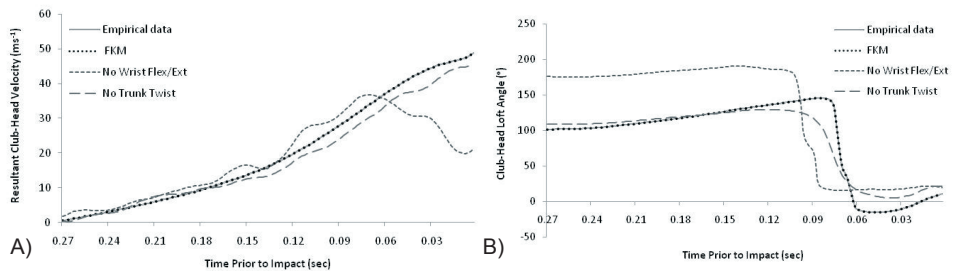 A)
Resultant Club-Head Velocity (ms⁻¹)
60
50
40
30
20
10
0
0.27 0.24 0.21 0.18 0.15 0.12 0.09 0.06 0.03
Time Prior to Impact (sec)
Empirical data
FKM
No Wrist Flex/Ext
No Trunk Twist
B)
Club-Head Loft Angle (°)
250
200
150
100
50
0
-50
0.27 0.24 0.21 0.18 0.15 0.12 0.09 0.06 0.03
Time Prior to Impact (sec)
Empirical data
FKM
No Wrist Flex/Ext
No Trunk Twist